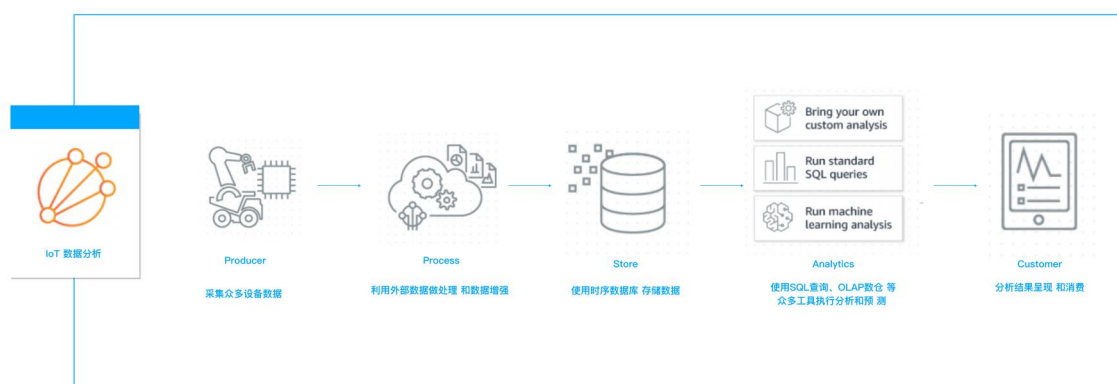 IoT 数据分析
Producer
采集众多设备数据
Process
利用外部数据做处理 和数据增强
Store
使用时序数据库 存储数据
Bring your own
custom analysis
Run standard
SQL queries
Run machine
learning analysis
Analytics
使用SQL查询、OLAP数仓 等
众多工具执行分析和预 测
Customer
分析结果呈现 和消费